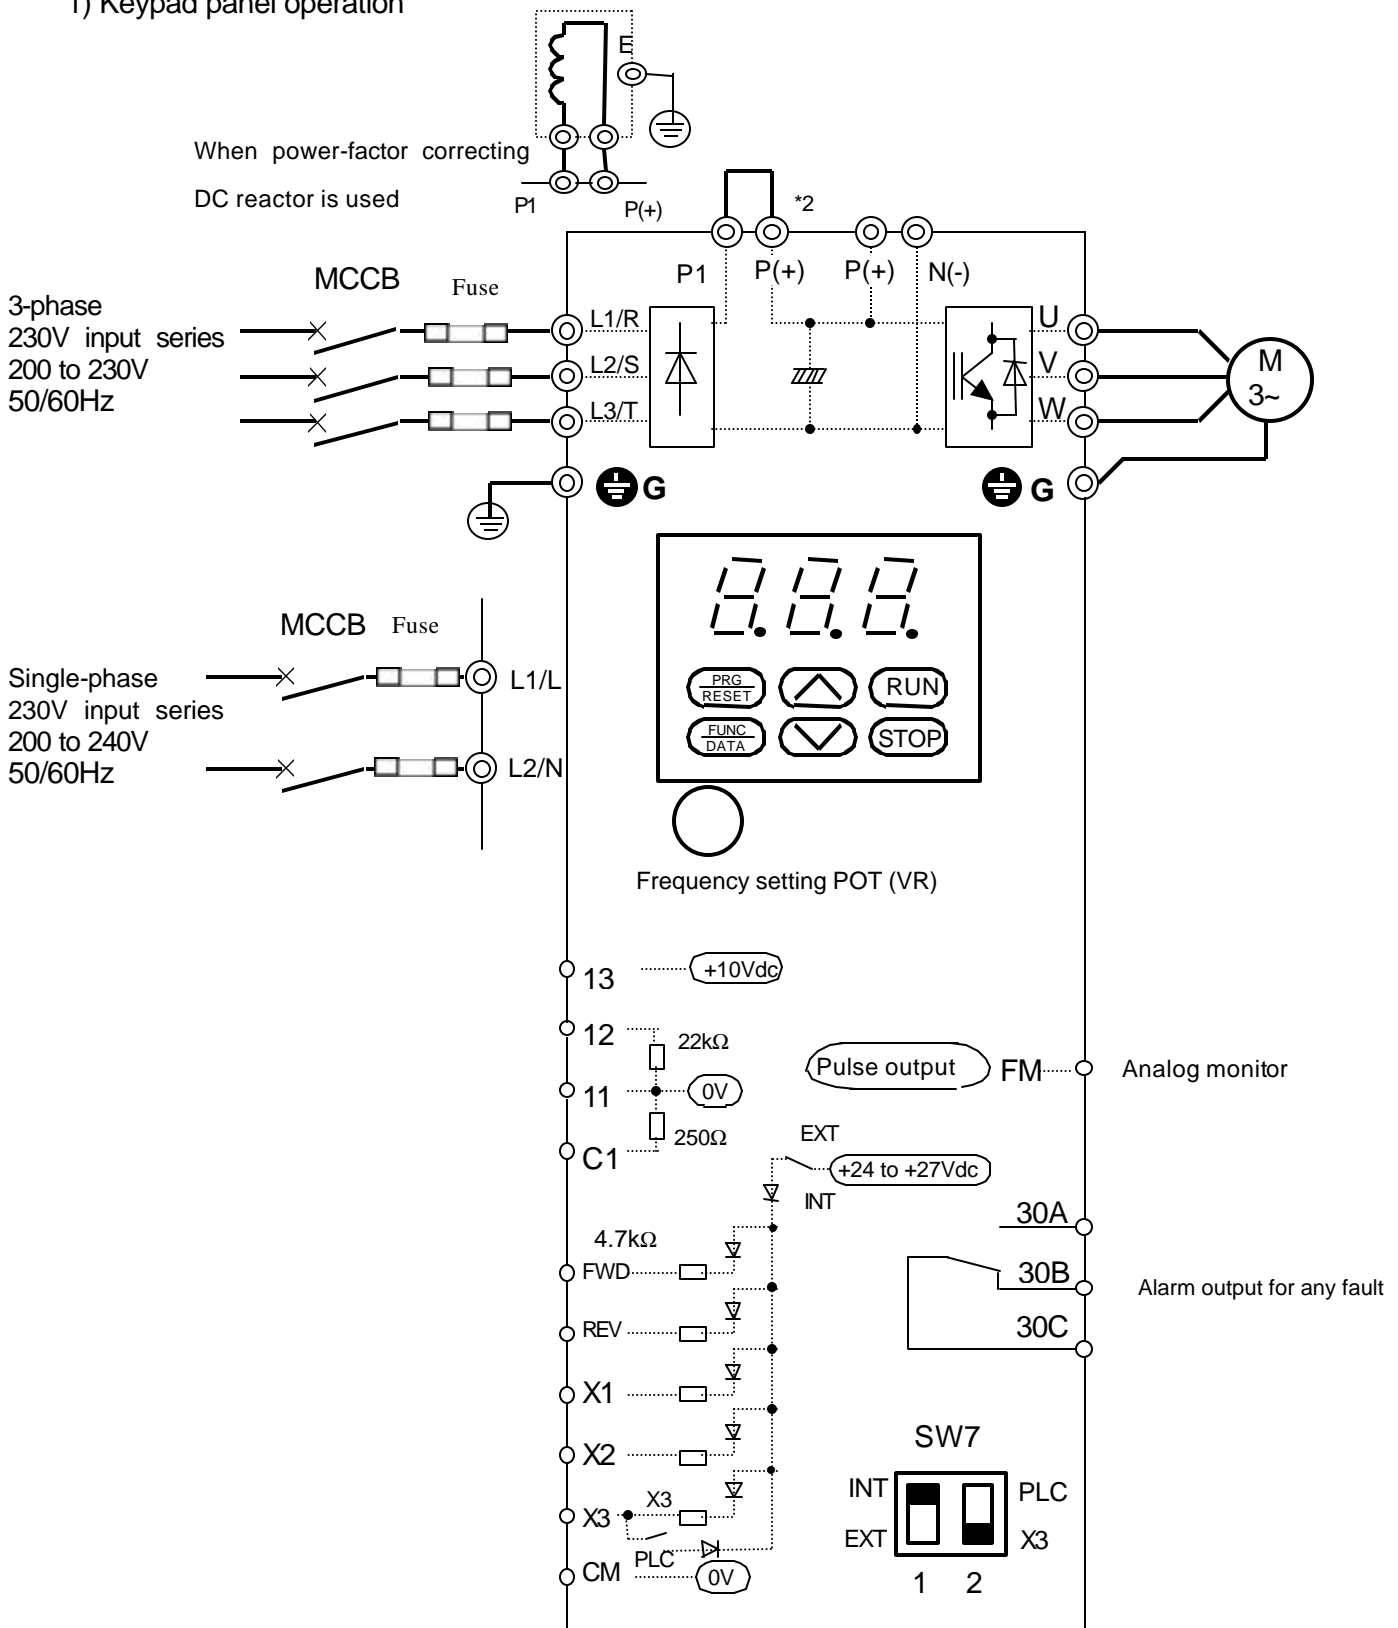 1) Keypad panel operation
E
When power-factor correcting
DC reactor is used
P1
P(+)
*2
P1
P(+)
P(+)
N(-)
MCCB
Fuse
3-phase
230V input series
200 to 230V
50/60Hz
L1/R
L2/S
L3/T
U
V
W
M
3~
G
G
MCCB
Fuse
Single-phase
230V input series
200 to 240V
50/60Hz
L1/L
L2/N
8.8.8.
PRG
RESET
RUN
FUNC
DATA
STOP
Frequency setting POT (VR)
13
+10Vdc
12
22kΩ
11
0V
250Ω
C1
Pulse output
FM
Analog monitor
EXT
+24 to +27Vdc
INT
4.7kΩ
FWD
REV
X1
X2
X3
X3
PLC
CM
0V
30A
30B
30C
Alarm output for any fault
SW7
INT
PLC
EXT
X3
1
2